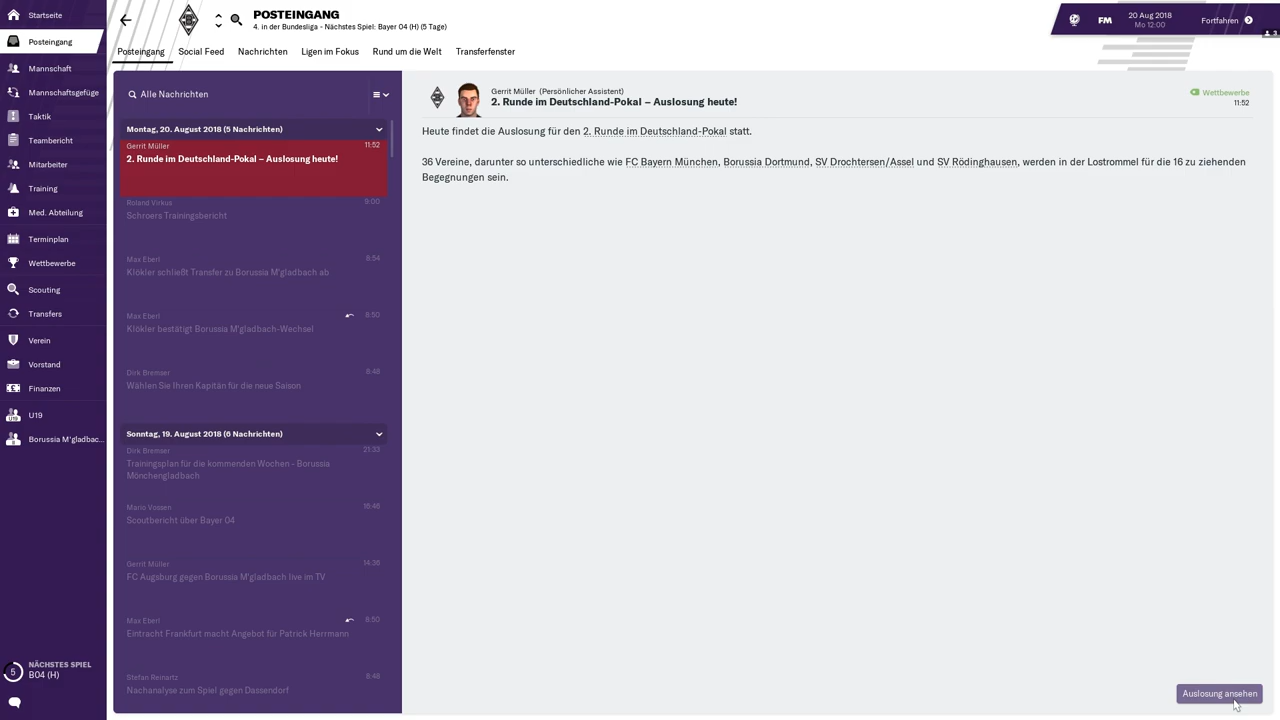 Startseite
Posteingang
Mannschaft
Mannschaftsgefüge
Taktik
Teambericht
Mitarbeiter
Training
Med. Abteilung
Terminplan
Wettbewerbe
Scouting
Transfers
Verein
Vorstand
Finanzen
U19
Borussia M'gladbac...
5
NÄCHSTES SPIEL
B04 (H)
POSTEINGANG
4. in der Bundesliga - Nächstes Spiel: Bayer 04 (H) (5 Tage)
FM
20 Aug 2018
Mo 12:00
Fortfahren
3
Posteingang Social Feed Nachrichten Ligen im Fokus Rund um die Welt Transferfenster
Alle Nachrichten
Montag, 20. August 2018 (5 Nachrichten)
Gerrit Müller 11:52
2. Runde im Deutschland-Pokal – Auslosung heute!
Roland Virkus 9:00
Schroers Trainingsbericht
Max Eberl 8:54
Klökler schließt Transfer zu Borussia M'gladbach ab
Max Eberl 8:50
Klökler bestätigt Borussia M'gladbach-Wechsel
Dirk Bremser 8:48
Wählen Sie Ihren Kapitän für die neue Saison
Sonntag, 19. August 2018 (6 Nachrichten)
Dirk Bremser 21:33
Trainingsplan für die kommenden Wochen - Borussia
Mönchengladbach
Mario Vossen 16:46
Scoutbericht über Bayer 04
Gerrit Müller 14:36
FC Augsburg gegen Borussia M'gladbach live im TV
Max Eberl 8:50
Eintracht Frankfurt macht Angebot für Patrick Herrmann
Stefan Reinartz 8:48
Nachanalyse zum Spiel gegen Dassendorf
Gerrit Müller (Persönlicher Assistent)
2. Runde im Deutschland-Pokal – Auslosung heute!
Wettbewerbe
11:52
Heute findet die Auslosung für den 2. Runde im Deutschland-Pokal statt.
36 Vereine, darunter so unterschiedliche wie FC Bayern München, Borussia Dortmund, SV Drochtersen/Assel und SV Rödinghausen, werden in der Lostrommel für die 16 zu ziehenden
Begegnungen sein.
Auslosung ansehen